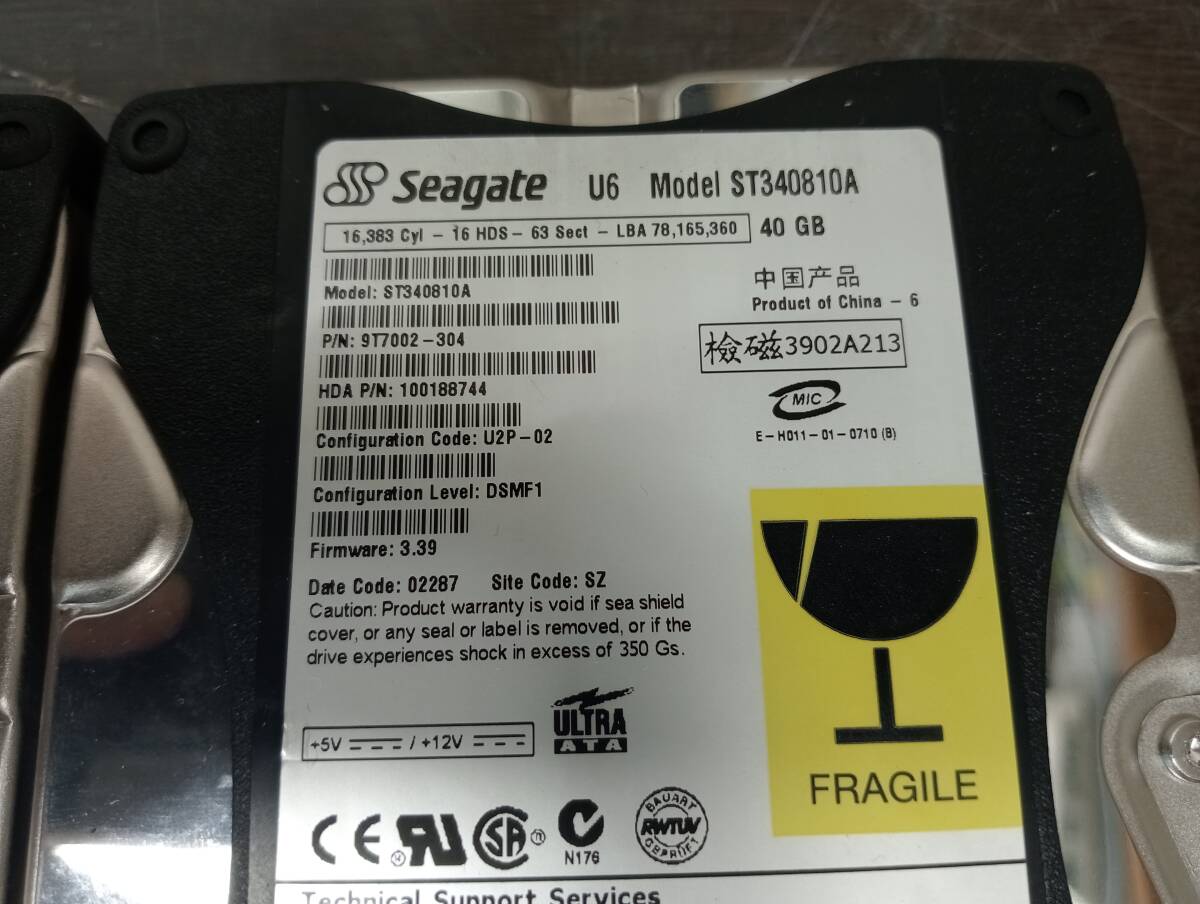 Seagate U6 Model ST340810A
16,383 Cyl - 16 HDS - 63 Sect - LBA 78,165,360 40 GB
Model: ST340810A
中国产品
Product of China - 6
P/N: 9T7002-304
檢磁3902A213
HDA P/N: 100188744
MIC
Configuration Code: U2P-02
E-H011-01-0710 (B)
Configuration Level: DSMF1
Firmware: 3.39
Date Code: 02287 Site Code: SZ
Caution: Product warranty is void if sea shield
cover, or any seal or label is removed, or if the
drive experiences shock in excess of 350 Gs.
ULTRA
ATA
+5V / +12V
FRAGILE
CE
SA
N176
BAUART
RWTUV
GEPRÜFT
Technical Support Services